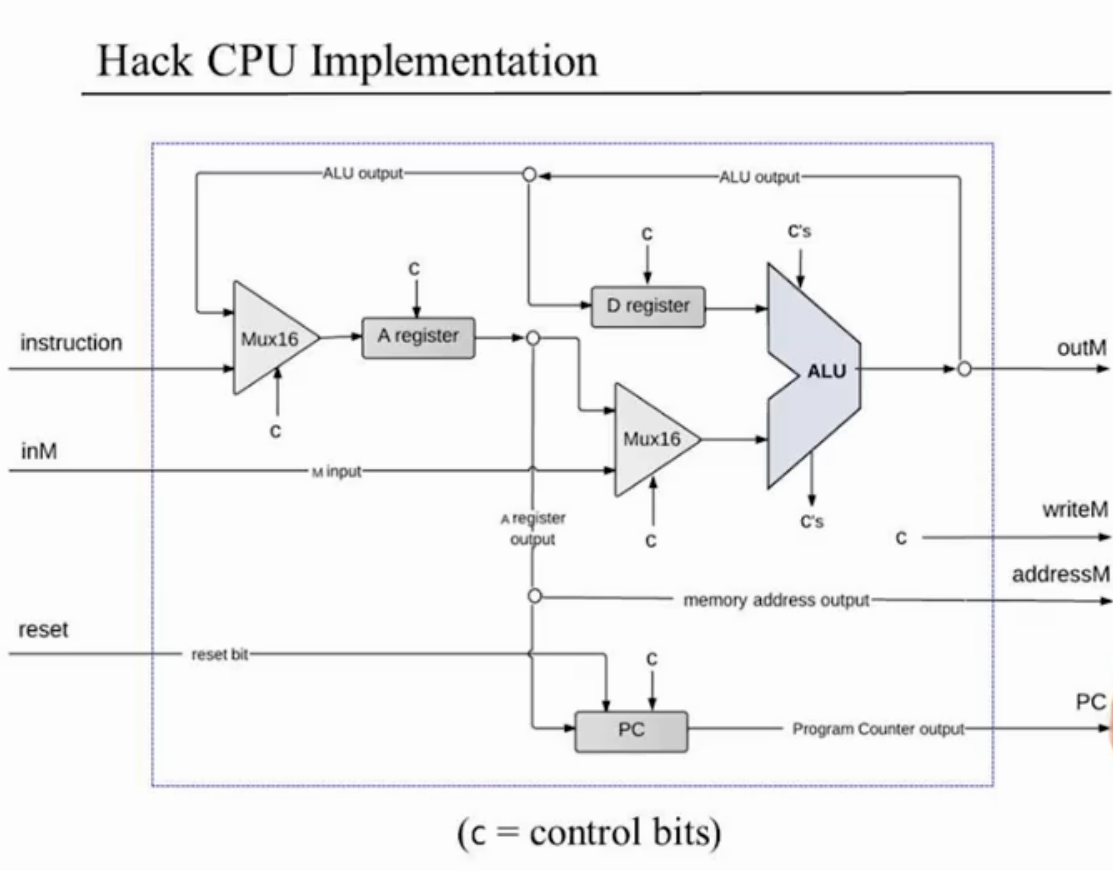 Hack CPU Implementation
ALU output
ALU output
c
c's
c
D register
instruction
Mux16
A register
ALU
outM
c
Mux16
inM
M input
A register
output
c
c's
c
writeM
addressM
memory address output
reset
reset bit
c
PC
PC
Program Counter output
(c = control bits)